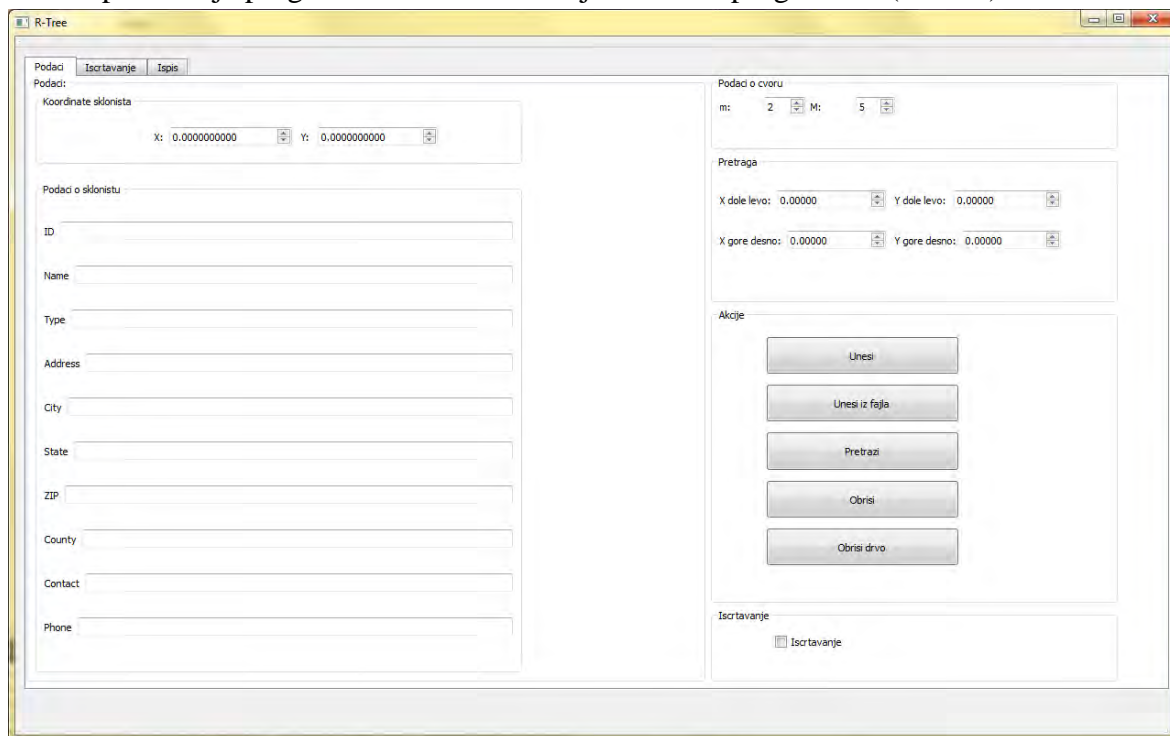 R-Tree
Podaci Iscrtavanje Ispis
Podaci:
Koordinate sklonista
X: 0.0000000000 Y: 0.0000000000
Podaci o sklonistu
ID
Name
Type
Address
City
State
ZIP
County
Contact
Phone
Podaci o cvoru
m: 2 M: 5
Pretraga
X dole levo: 0.00000 Y dole levo: 0.00000
X gore desno: 0.00000 Y gore desno: 0.00000
Akcije
Unesi
Unesi iz fajla
Pretrazi
Obrisi
Obrisi drvo
Iscrtavanje
Iscrtavanje